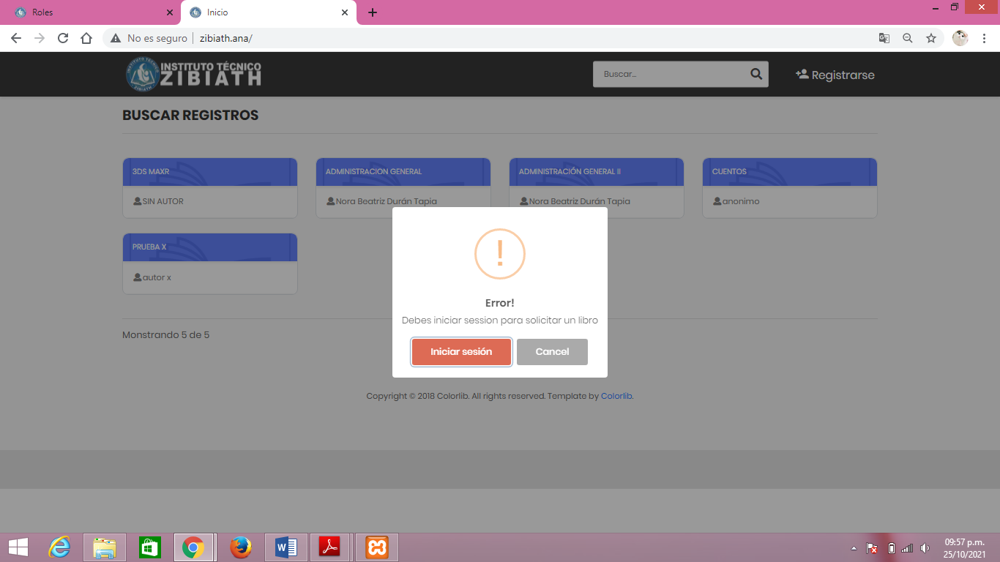 Roles
Inicio
No es seguro
zibiath.ana/
INSTITUTO TÉCNICO
ZIBIATH
Buscar...
Registrarse
BUSCAR REGISTROS
3DS MAXR
ADMINISTRACION GENERAL
ADMINISTRACIÓN GENERAL II
CUENTOS
SIN AUTOR
Nora Beatriz Durán Tapia
Nora Beatriz Durán Tapia
anonimo
PRUEBA X
autor x
!
Error!
Debes iniciar session para solicitar un libro
Iniciar sesión
Cancel
Monstrando 5 de 5
Copyright © 2018 Colorlib. All rights reserved. Template by Colorlib.
09:57 p.m.
25/10/2021